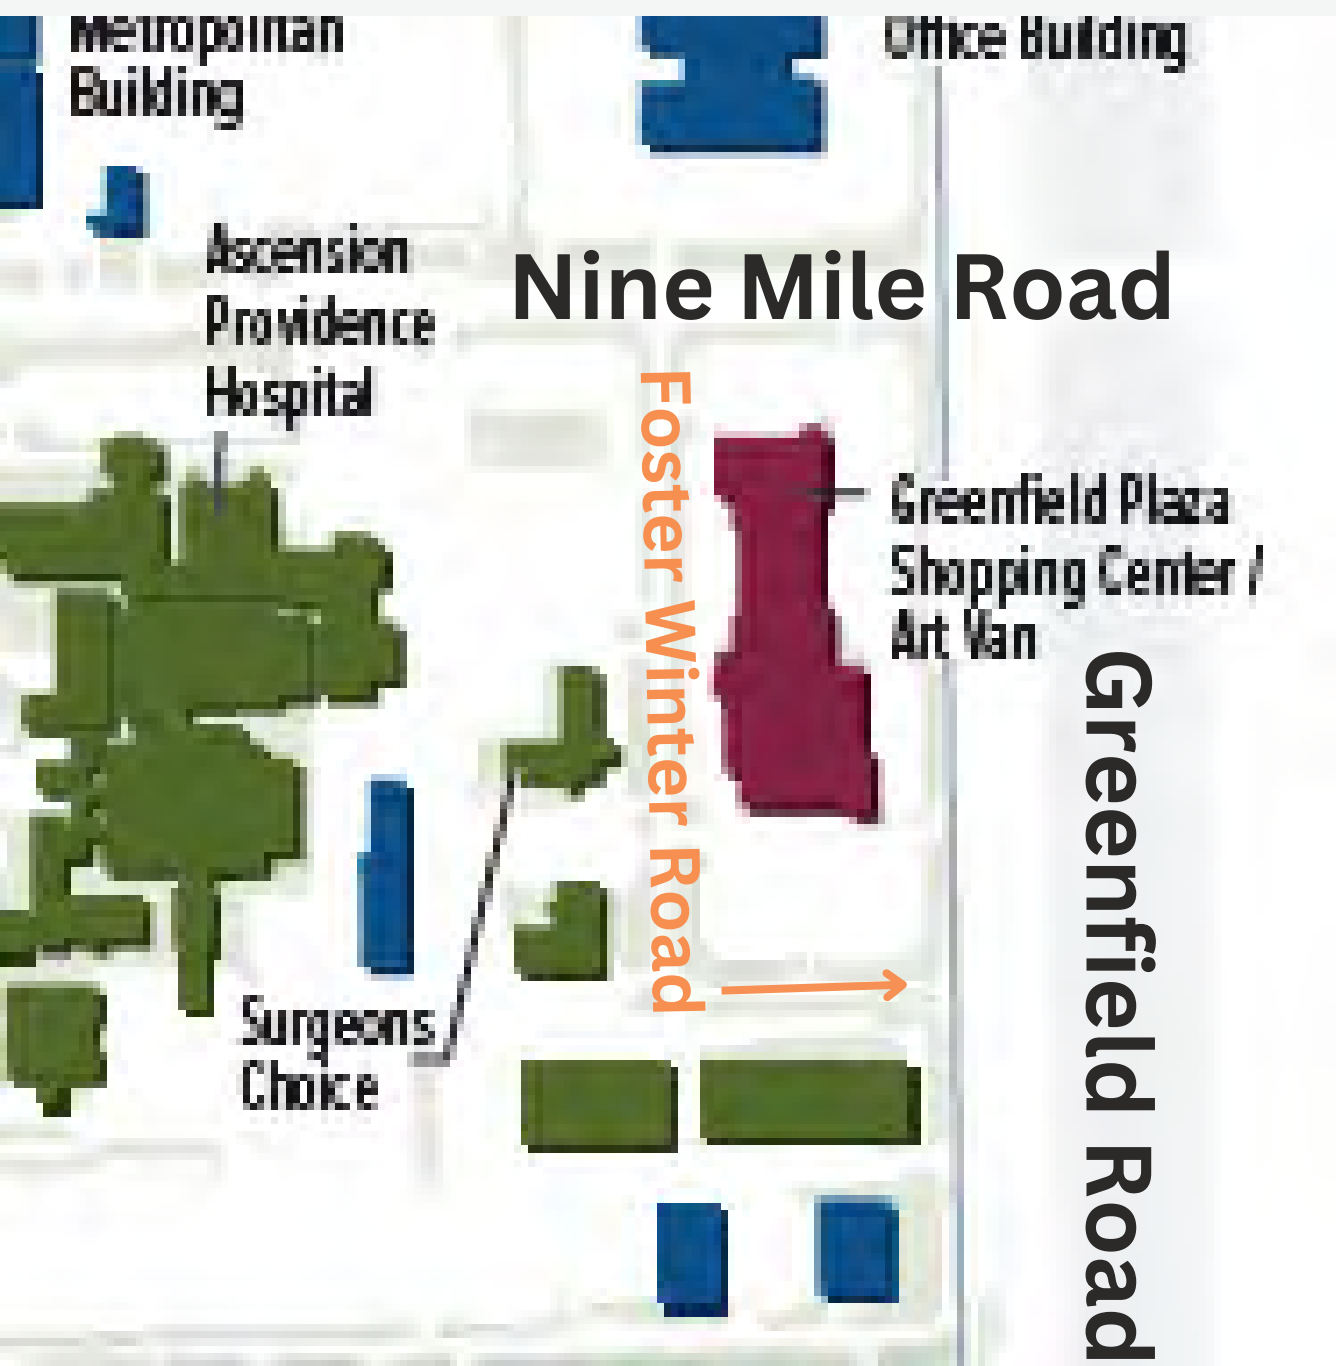 Metropolitan
Building
Office Building
Ascension
Providence
Hospital
Nine Mile Road
Foster Winter Road
Greenfield Plaza
Shopping Center /
Art Van
Greenfield Road
Surgeons
Choice